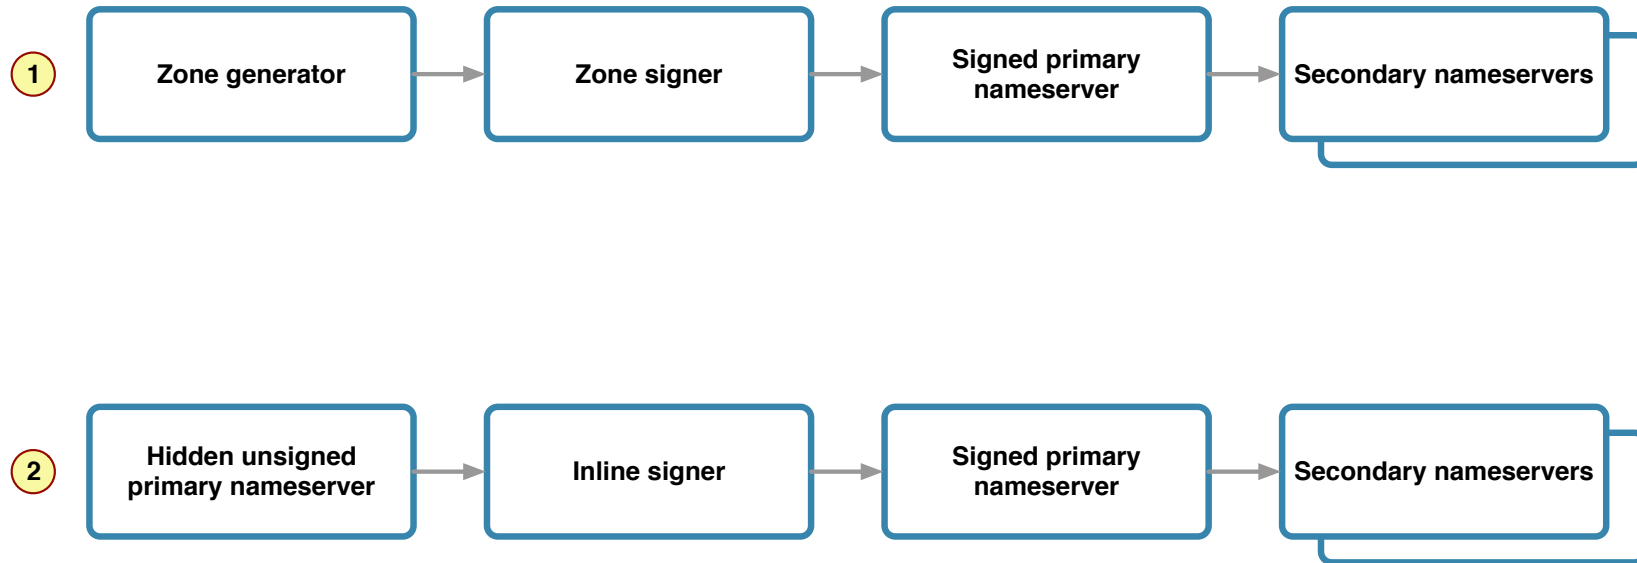 1
Zone generator
Zone signer
Signed primary
nameserver
Secondary nameservers
2
Hidden unsigned
primary nameserver
Inline signer
Signed primary
nameserver
Secondary nameservers